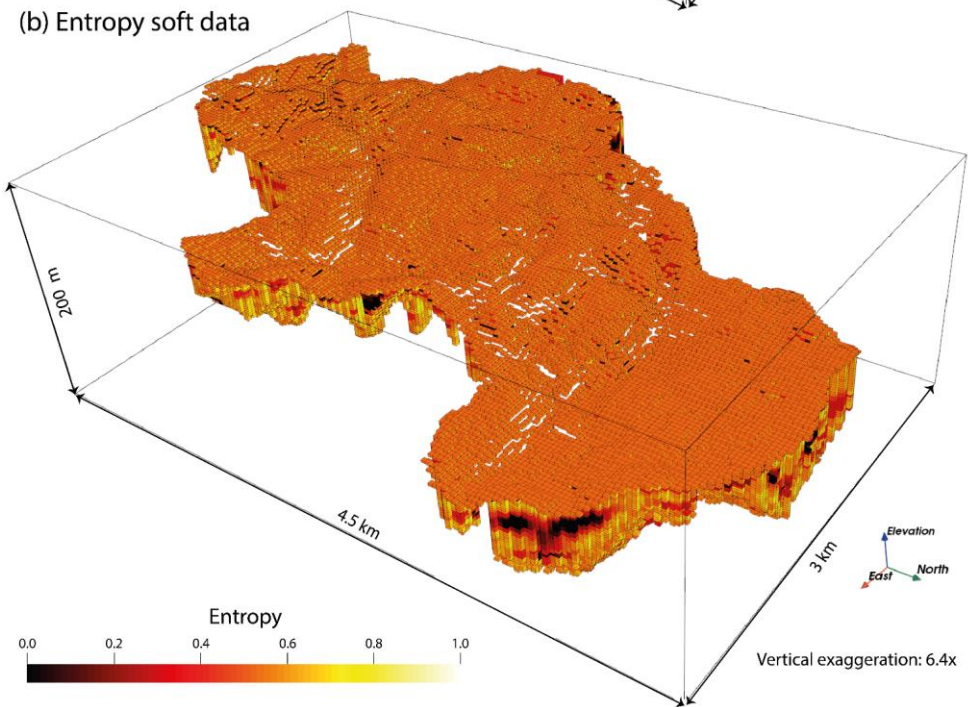 (b) Entropy soft data
200 m
4.5 km
3 km
Elevation
East
North
Entropy
0.0 0.2 0.4 0.6 0.8 1.0
Vertical exaggeration: 6.4x